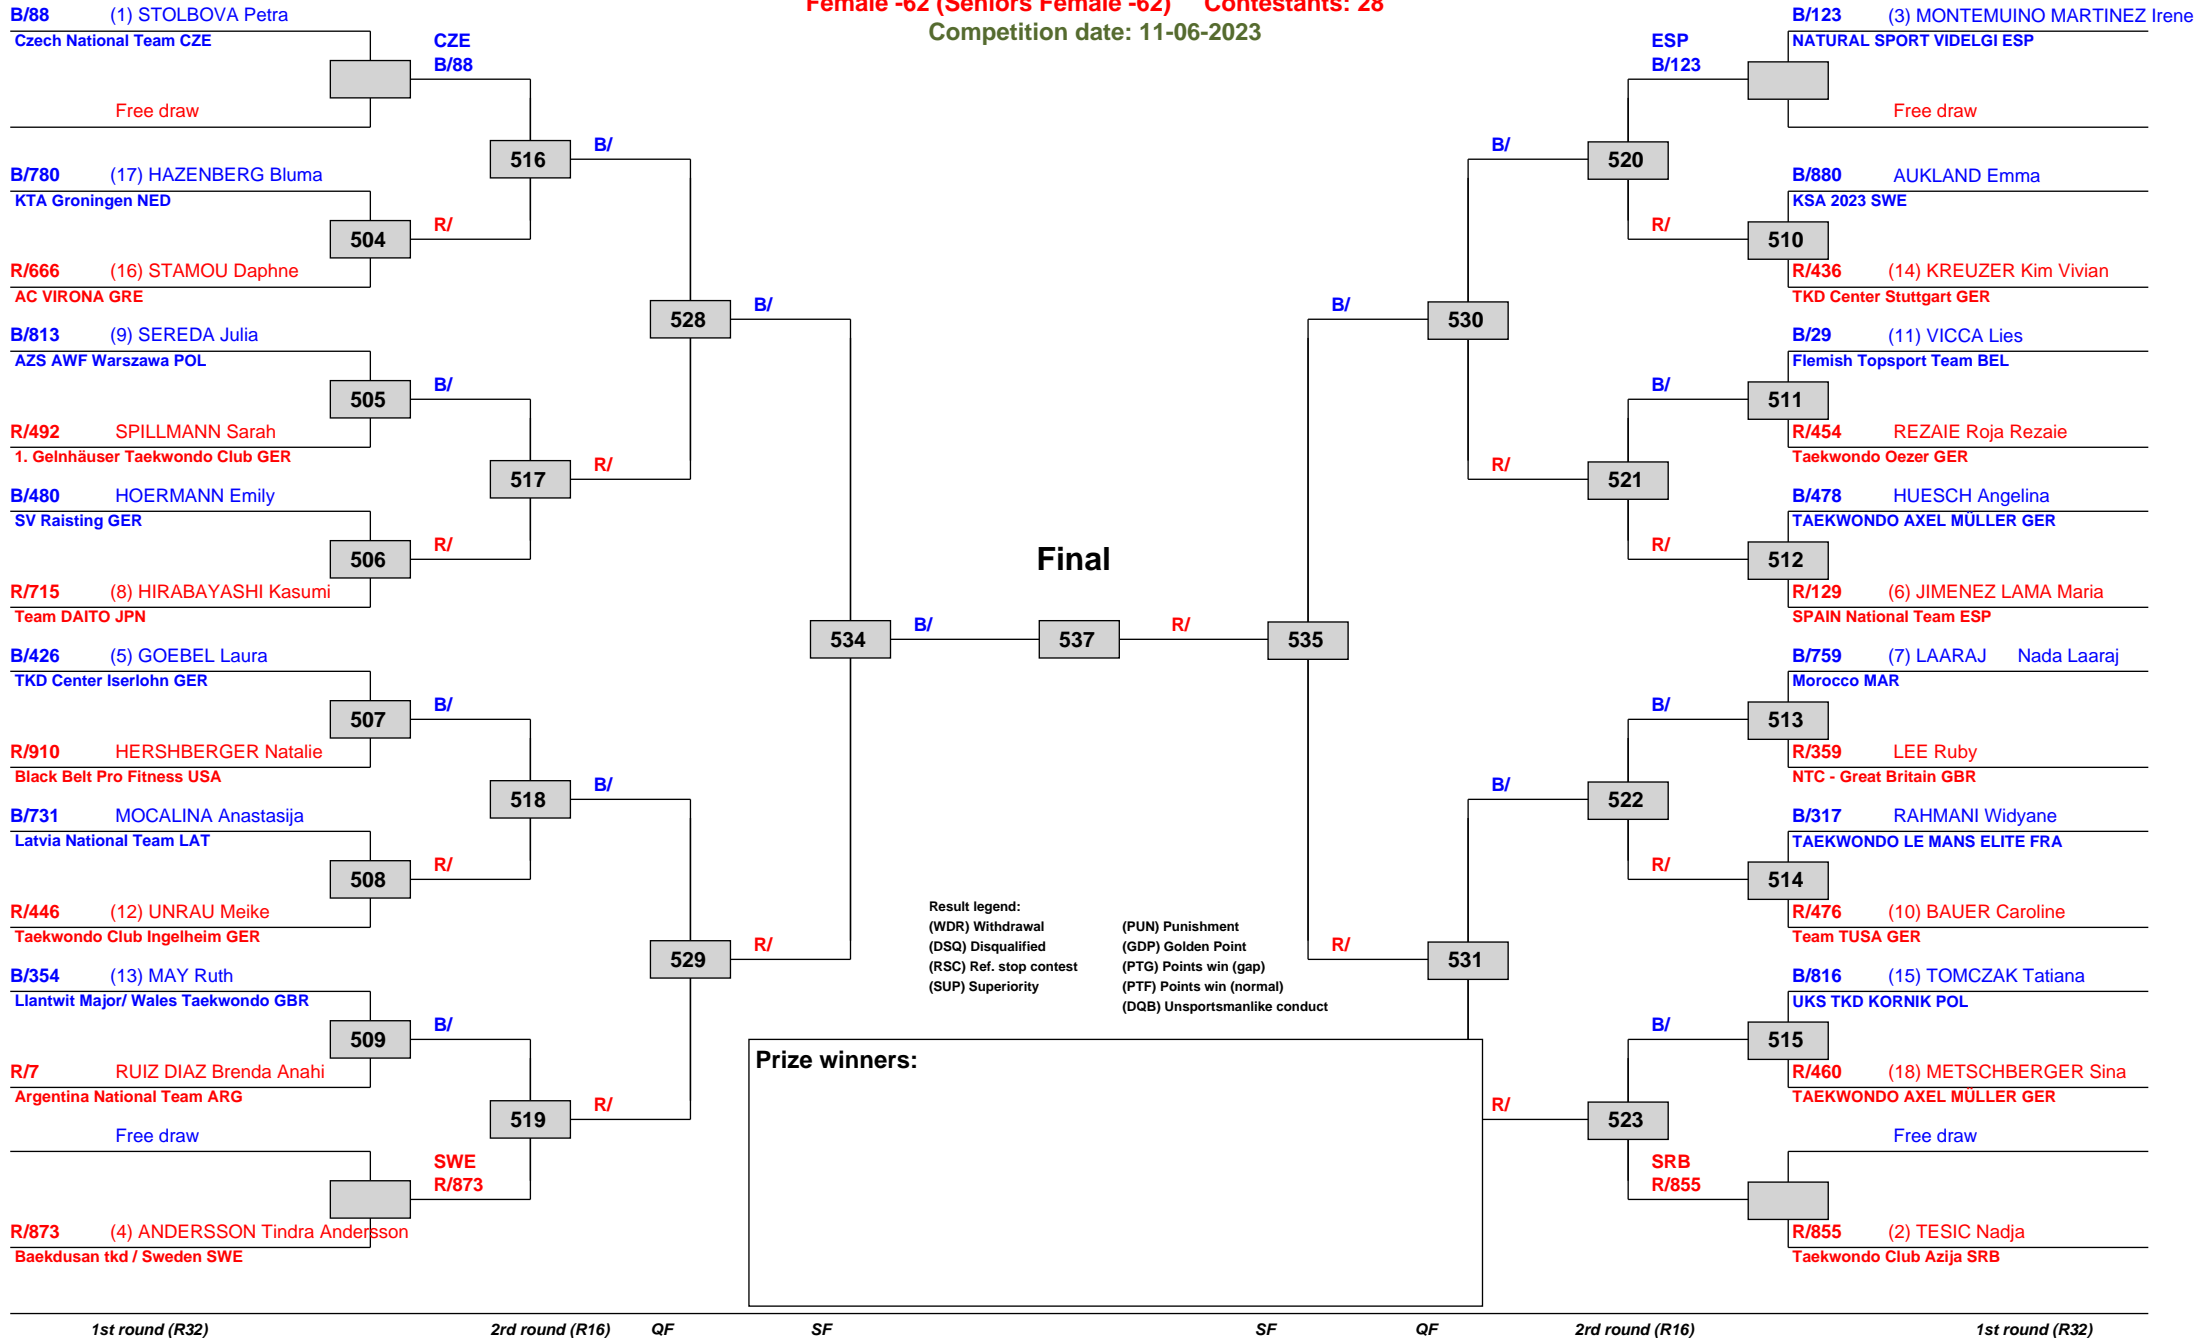 Female -62 (Seniors Female -62) Contestants: 28
Competition date: 11-06-2023
B/88 (1) STOLBOVA Petra
Czech National Team CZE
CZE
B/88
Free draw
516
B/
B/780 (17) HAZENBERG Bluma
KTA Groningen NED
504
R/
R/666 (16) STAMOU Daphne
AC VIRONA GRE
528
B/
B/813 (9) SEREDA Julia
AZS AWF Warszawa POL
505
B/
R/492 SPILLMANN Sarah
1. Gelnhäuser Taekwondo Club GER
517
R/
B/480 HOERMANN Emily
SV Raisting GER
506
R/
R/715 (8) HIRABAYASHI Kasumi
Team DAITO JPN
534
B/
B/426 (5) GOEBEL Laura
TKD Center Iserlohn GER
507
B/
R/910 HERSHBERGER Natalie
Black Belt Pro Fitness USA
518
B/
B/731 MOCALINA Anastasija
Latvia National Team LAT
508
R/
R/446 (12) UNRAU Meike
Taekwondo Club Ingelheim GER
529
R/
B/354 (13) MAY Ruth
Llantwit Major/ Wales Taekwondo GBR
509
B/
R/7 RUIZ DIAZ Brenda Anahi
Argentina National Team ARG
519
R/
Free draw
SWE
R/873
R/873 (4) ANDERSSON Tindra Andersson
Baekdusan tkd / Sweden SWE
Final
537
R/
Result legend:
(WDR) Withdrawal (PUN) Punishment
(DSQ) Disqualified (GDP) Golden Point
(RSC) Ref. stop contest (PTG) Points win (gap)
(SUP) Superiority (PTF) Points win (normal)
(DQB) Unsportsmanlike conduct
Prize winners:
B/123 (3) MONTEMUINO MARTINEZ Irene
NATURAL SPORT VIDELGI ESP
ESP
B/123
Free draw
B/
520
B/880 AUKLAND Emma
KSA 2023 SWE
R/
510
R/436 (14) KREUZER Kim Vivian
TKD Center Stuttgart GER
B/
530
B/29 (11) VICCA Lies
Flemish Topsport Team BEL
B/
511
R/454 REZAIE Roja Rezaie
Taekwondo Oezer GER
R/
521
B/478 HUESCH Angelina
TAEKWONDO AXEL MÜLLER GER
R/
512
R/129 (6) JIMENEZ LAMA Maria
SPAIN National Team ESP
535
B/759 (7) LAARAJ Nada Laaraj
Morocco MAR
B/
513
R/359 LEE Ruby
NTC - Great Britain GBR
B/
522
B/317 RAHMANI Widyane
TAEKWONDO LE MANS ELITE FRA
R/
514
R/476 (10) BAUER Caroline
Team TUSA GER
R/
531
B/816 (15) TOMCZAK Tatiana
UKS TKD KORNIK POL
B/
515
R/460 (18) METSCHBERGER Sina
TAEKWONDO AXEL MÜLLER GER
R/
523
Free draw
SRB
R/855
R/855 (2) TESIC Nadja
Taekwondo Club Azija SRB
1st round (R32) 2rd round (R16) QF SF SF QF 2rd round (R16) 1st round (R32)